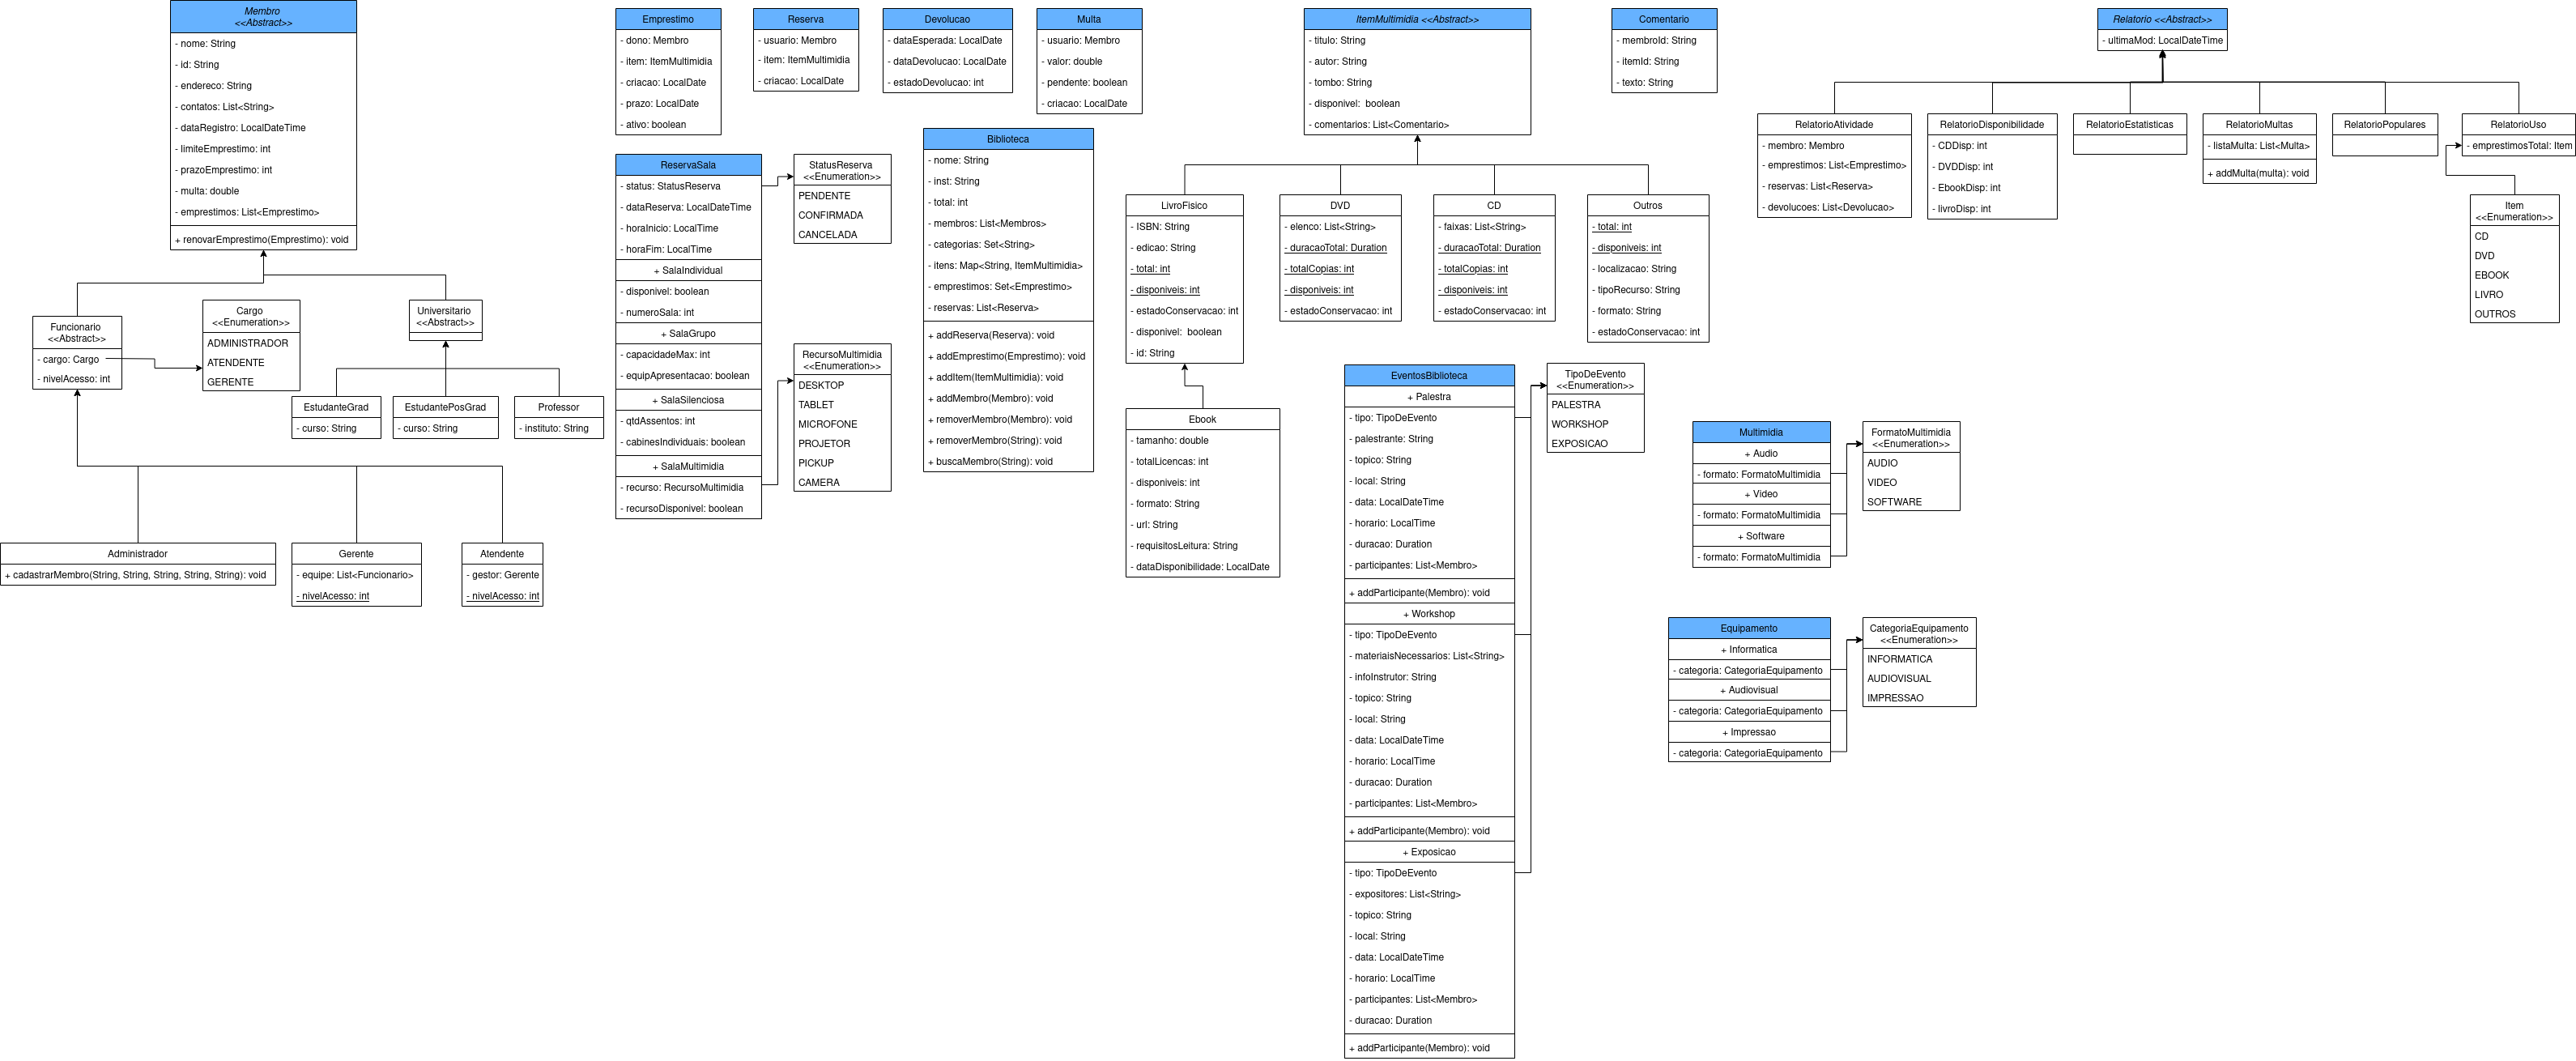 Membro
<<Abstract>>
- nome: String
- id: String
- endereco: String
- contatos: List<String>
- dataRegistro: LocalDateTime
- limiteEmprestimo: int
- prazoEmprestimo: int
- multa: double
- emprestimos: List<Emprestimo>
+ renovarEmprestimo(Emprestimo): void
Funcionario
<<Abstract>>
- cargo: Cargo
- nivelAcesso: int
Cargo
<<Enumeration>>
ADMINISTRADOR
ATENDENTE
GERENTE
Universitario
<<Abstract>>
EstudanteGrad
- curso: String
EstudantePosGrad
- curso: String
Professor
- instituto: String
Administrador
+ cadastrarMembro(String, String, String, String, String): void
Gerente
- equipe: List<Funcionario>
- nivelAcesso: int
Atendente
- gestor: Gerente
- nivelAcesso: int
Emprestimo
- dono: Membro
- item: ItemMultimidia
- criacao: LocalDate
- prazo: LocalDate
- ativo: boolean
Reserva
- usuario: Membro
- item: ItemMultimidia
- criacao: LocalDate
Devolucao
- dataEsperada: LocalDate
- dataDevolucao: LocalDate
- estadoDevolucao: int
Multa
- usuario: Membro
- valor: double
- pendente: boolean
- criacao: LocalDate
ReservaSala
- status: StatusReserva
- dataReserva: LocalDateTime
- horaInicio: LocalTime
- horaFim: LocalTime
+ SalaIndividual
- disponivel: boolean
- numeroSala: int
+ SalaGrupo
- capacidadeMax: int
- equipApresentacao: boolean
+ SalaSilenciosa
- qtdAssentos: int
- cabinesIndividuais: boolean
+ SalaMultimidia
- recurso: RecursoMultimidia
- recursoDisponivel: boolean
StatusReserva
<<Enumeration>>
PENDENTE
CONFIRMADA
CANCELADA
RecursoMultimidia
<<Enumeration>>
DESKTOP
TABLET
MICROFONE
PROJETOR
PICKUP
CAMERA
Biblioteca
- nome: String
- inst: String
- total: int
- membros: List<Membros>
- categorias: Set<String>
- itens: Map<String, ItemMultimidia>
- emprestimos: Set<Emprestimo>
- reservas: List<Reserva>
+ addReserva(Reserva): void
+ addEmprestimo(Emprestimo): void
+ addItem(ItemMultimidia): void
+ addMembro(Membro): void
+ removerMembro(Membro): void
+ removerMembro(String): void
+ buscaMembro(String): void
ItemMultimidia <<Abstract>>
- titulo: String
- autor: String
- tombo: String
- disponivel:  boolean
- comentarios: List<Comentario>
LivroFisico
- ISBN: String
- edicao: String
- total: int
- disponiveis: int
- estadoConservacao: int
- disponivel:  boolean
- id: String
DVD
- elenco: List<String>
- duracaoTotal: Duration
- totalCopias: int
- disponiveis: int
- estadoConservacao: int
CD
- faixas: List<String>
- duracaoTotal: Duration
- totalCopias: int
- disponiveis: int
- estadoConservacao: int
Outros
- total: int
- disponiveis: int
- localizacao: String
- tipoRecurso: String
- formato: String
- estadoConservacao: int
Ebook
- tamanho: double
- totalLicencas: int
- disponiveis: int
- formato: String
- url: String
- requisitosLeitura: String
- dataDisponibilidade: LocalDate
Comentario
- membroId: String
- itemId: String
- texto: String
EventosBiblioteca
+ Palestra
- tipo: TipoDeEvento
- palestrante: String
- topico: String
- local: String
- data: LocalDateTime
- horario: LocalTime
- duracao: Duration
- participantes: List<Membro>
+ addParticipante(Membro): void
+ Workshop
- tipo: TipoDeEvento
- materiaisNecessarios: List<String>
- infoInstrutor: String
- topico: String
- local: String
- data: LocalDateTime
- horario: LocalTime
- duracao: Duration
- participantes: List<Membro>
+ addParticipante(Membro): void
+ Exposicao
- tipo: TipoDeEvento
- expositores: List<String>
- topico: String
- local: String
- data: LocalDateTime
- horario: LocalTime
- participantes: List<Membro>
- duracao: Duration
+ addParticipante(Membro): void
TipoDeEvento
<<Enumeration>>
PALESTRA
WORKSHOP
EXPOSICAO
Multimidia
+ Audio
- formato: FormatoMultimidia
+ Video
- formato: FormatoMultimidia
+ Software
- formato: FormatoMultimidia
FormatoMultimidia
<<Enumeration>>
AUDIO
VIDEO
SOFTWARE
Equipamento
+ Informatica
- categoria: CategoriaEquipamento
+ Audiovisual
- categoria: CategoriaEquipamento
+ Impressao
- categoria: CategoriaEquipamento
CategoriaEquipamento
<<Enumeration>>
INFORMATICA
AUDIOVISUAL
IMPRESSAO
Relatorio <<Abstract>>
- ultimaMod: LocalDateTime
RelatorioAtividade
- membro: Membro
- emprestimos: List<Emprestimo>
- reservas: List<Reserva>
- devolucoes: List<Devolucao>
RelatorioDisponibilidade
- CDDisp: int
- DVDDisp: int
- EbookDisp: int
- livroDisp: int
RelatorioEstatisticas
RelatorioMultas
- listaMulta: List<Multa>
+ addMulta(multa): void
RelatorioPopulares
RelatorioUso
- emprestimosTotal: Item
Item
<<Enumeration>>
CD
DVD
EBOOK
LIVRO
OUTROS